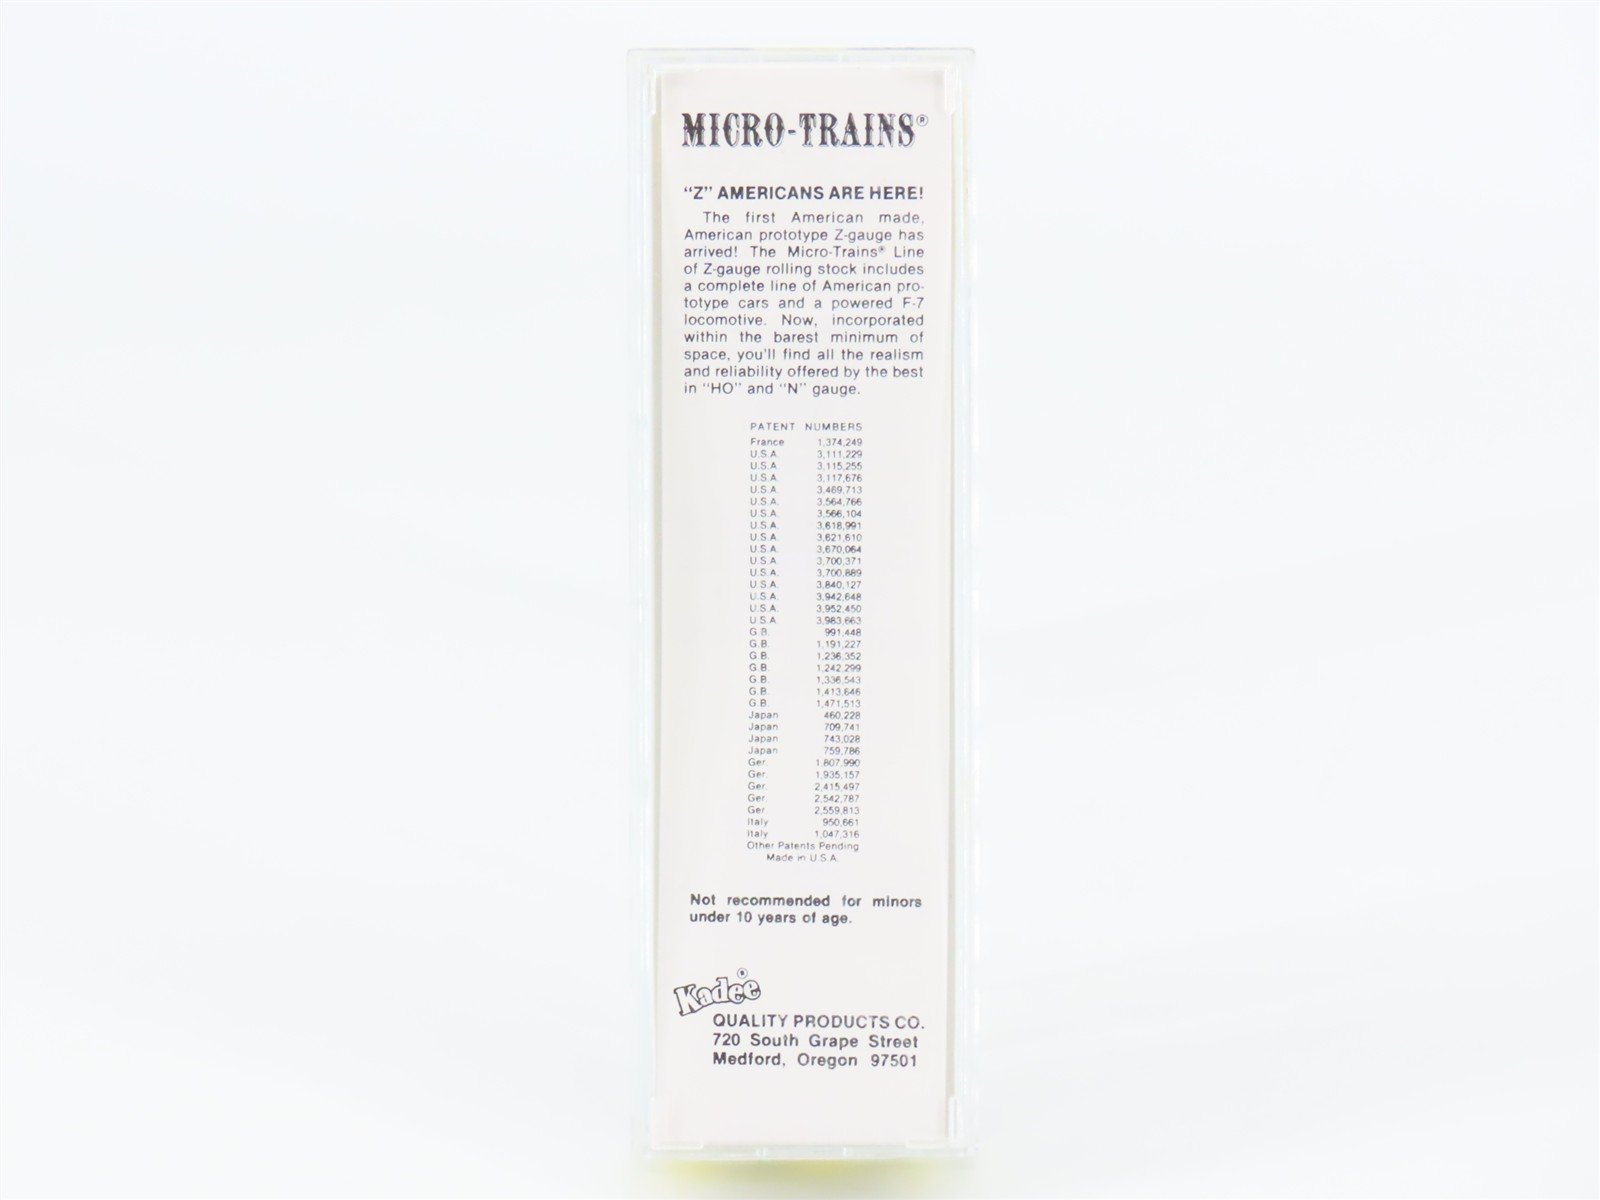 MICRO-TRAINS®
"Z" AMERICANS ARE HERE!
The first American made,
American prototype Z-gauge has
arrived! The Micro-Trains® Line
of Z-gauge rolling stock includes
a complete line of American pro-
totype cars and a powered F-7
locomotive. Now, incorporated
within the barest minimum of
space, you'll find all the realism
and reliability offered by the best
in "HO" and "N" gauge.
PATENT NUMBERS
France 1,374,249
U.S.A. 3,111,229
U.S.A. 3,115,255
U.S.A. 3,117,676
U.S.A. 3,469,713
U.S.A. 3,564,766
U.S.A. 3,566,104
U.S.A. 3,618,991
U.S.A. 3,621,610
U.S.A. 3,670,064
U.S.A. 3,700,371
U.S.A. 3,700,889
U.S.A. 3,840,127
U.S.A. 3,942,648
U.S.A. 3,952,450
U.S.A. 3,983,663
G.B. 991,448
G.B. 1,191,227
G.B. 1,236,352
G.B. 1,242,299
G.B. 1,336,543
G.B. 1,413,646
G.B. 1,471,513
Japan 460,228
Japan 709,741
Japan 743,028
Japan 759,786
Ger. 1,807,990
Ger. 1,935,157
Ger. 2,415,497
Ger. 2,542,787
Ger. 2,559,813
Italy 950,661
Italy 1,047,316
Other Patents Pending
Made in U.S.A.
Not recommended for minors
under 10 years of age.
Kadee®
QUALITY PRODUCTS CO.
720 South Grape Street
Medford, Oregon 97501